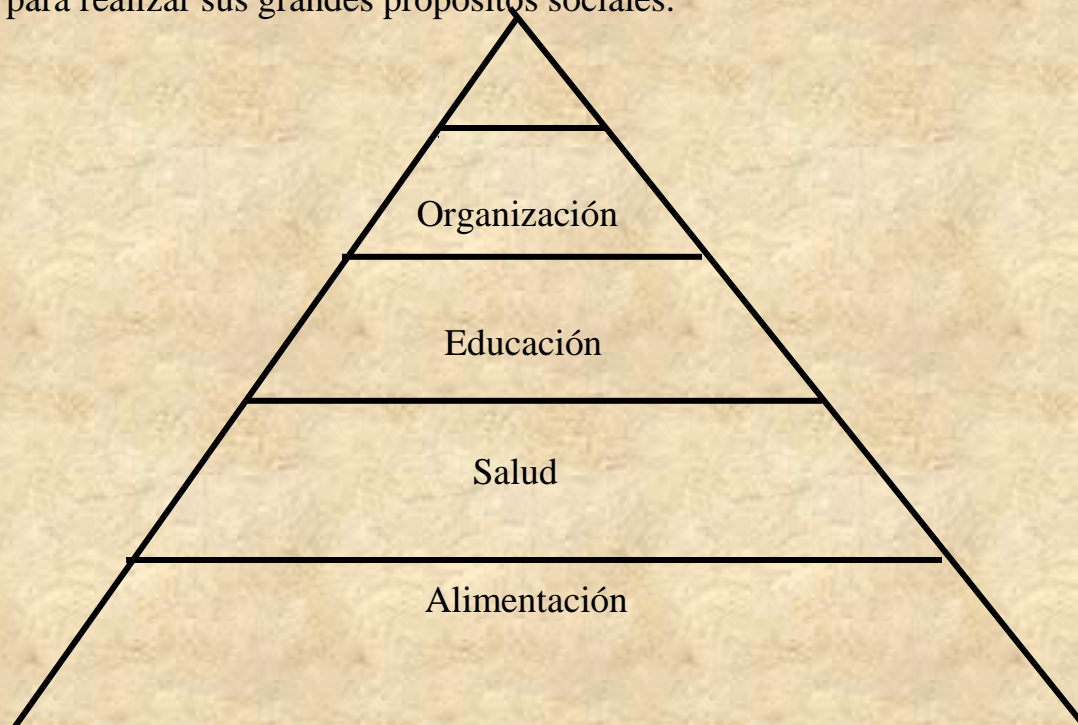 para realizar sus grandes propósitos sociales.
Organización
Educación
Salud
Alimentación